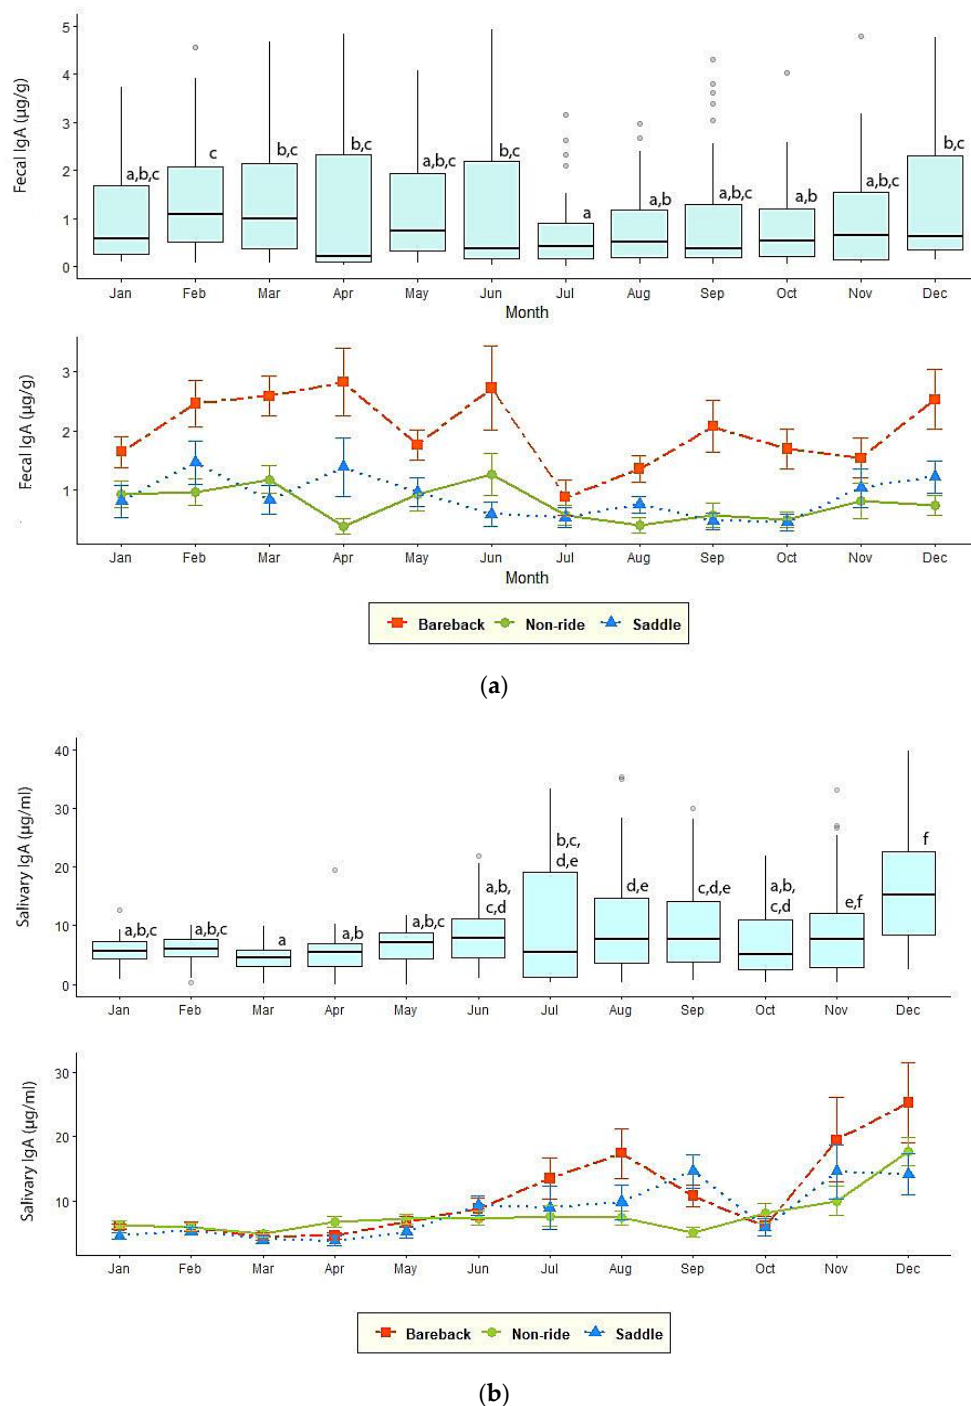 Fecal IgA (µg/g)
5
4
3
2
1
0
a,b,c
c
b,c
b,c
a,b,c
b,c
a
a,b
a,b,c
a,b
a,b,c
b,c
Jan Feb Mar Apr May Jun Jul Aug Sep Oct Nov Dec
Month
Fecal IgA (µg/g)
3
2
1
Jan Feb Mar Apr May Jun Jul Aug Sep Oct Nov Dec
Month
Bareback Non-ride Saddle
(a)
Salivary IgA (µg/ml)
40
30
20
10
0
a,b,c
a,b,c
a
a,b
a,b,c
a,b,
c,d
b,c,
d,e
d,e
c,d,e
a,b,
c,d
e,f
f
Jan Feb Mar Apr May Jun Jul Aug Sep Oct Nov Dec
Salivary IgA (µg/ml)
30
20
10
Jan Feb Mar Apr May Jun Jul Aug Sep Oct Nov Dec
Bareback Non-ride Saddle
(b)